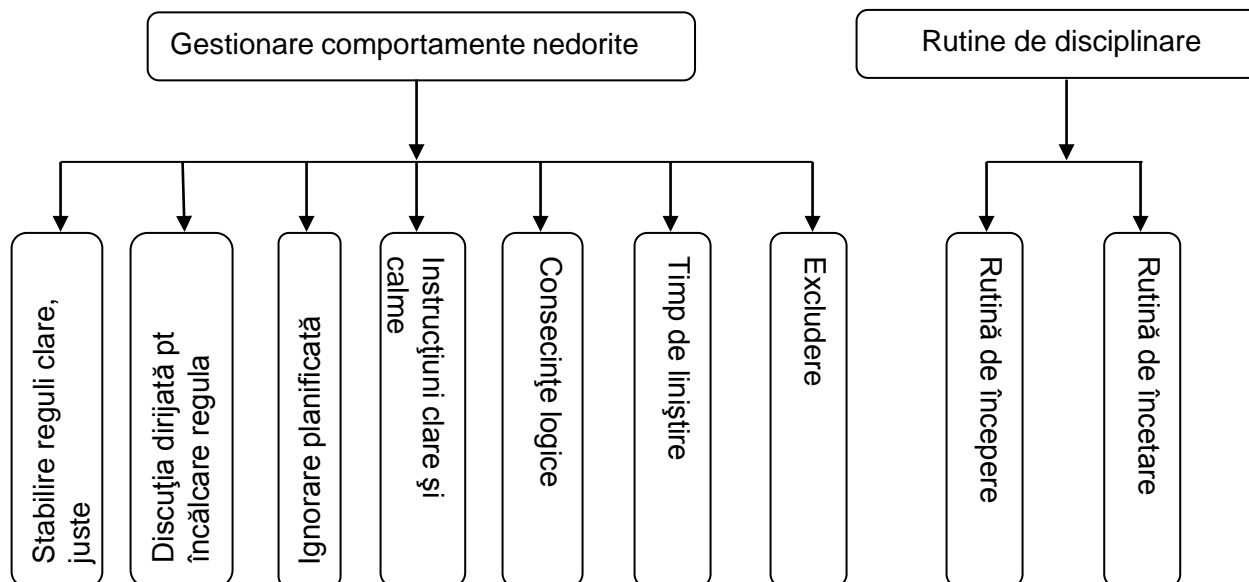 Gestionare comportamente nedorite
Rutine de disciplinare
Stabilire reguli clare,
juste
Discuţia dirijată pt
încălcare regula
Ignorare planificată
Instrucţiuni clare şi
calme
Consecinţe logice
Timp de liniştire
Excludere
Rutină de începere
Rutină de încetare